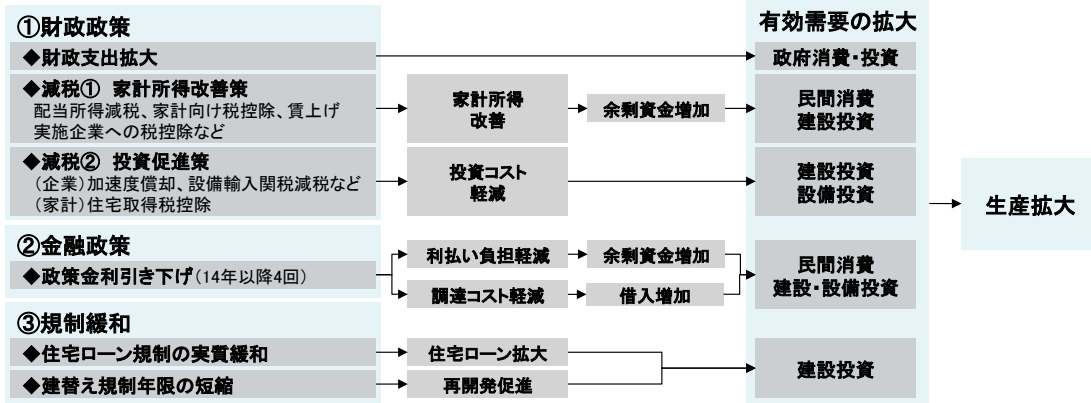 ①財政政策
◆財政支出拡大
◆減税① 家計所得改善策
配当所得減税、家計向け税控除、賃上げ
実施企業への税控除など
◆減税② 投資促進策
(企業)加速度償却、設備輸入関税減税など
(家計)住宅取得税控除
家計所得
改善
余剰資金増加
投資コスト
軽減
②金融政策
◆政策金利引き下げ(14年以降4回)
利払い負担軽減
余剰資金増加
調達コスト軽減
借入増加
③規制緩和
◆住宅ローン規制の実質緩和
◆建替え規制年限の短縮
住宅ローン拡大
再開発促進
有効需要の拡大
政府消費・投資
民間消費
建設投資
建設投資
設備投資
民間消費
建設・設備投資
建設投資
生産拡大